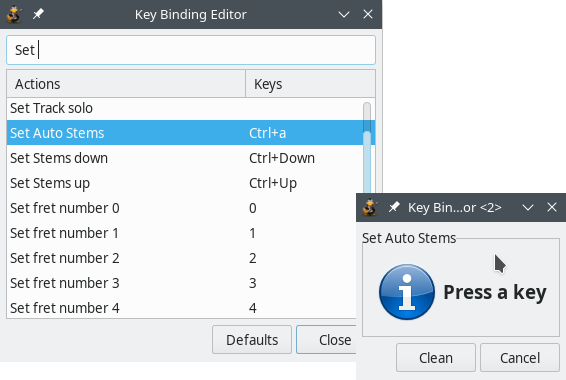 Key Binding Editor
Set
Actions Keys
Set Track solo
Set Auto Stems Ctrl+a
Set Stems down Ctrl+Down
Set Stems up Ctrl+Up
Set fret number 0 0
Set fret number 1 1
Set fret number 2 2
Set fret number 3 3
Set fret number 4 4
Defaults Close
Key Bin...or <2>
Set Auto Stems
Press a key
Clean Cancel